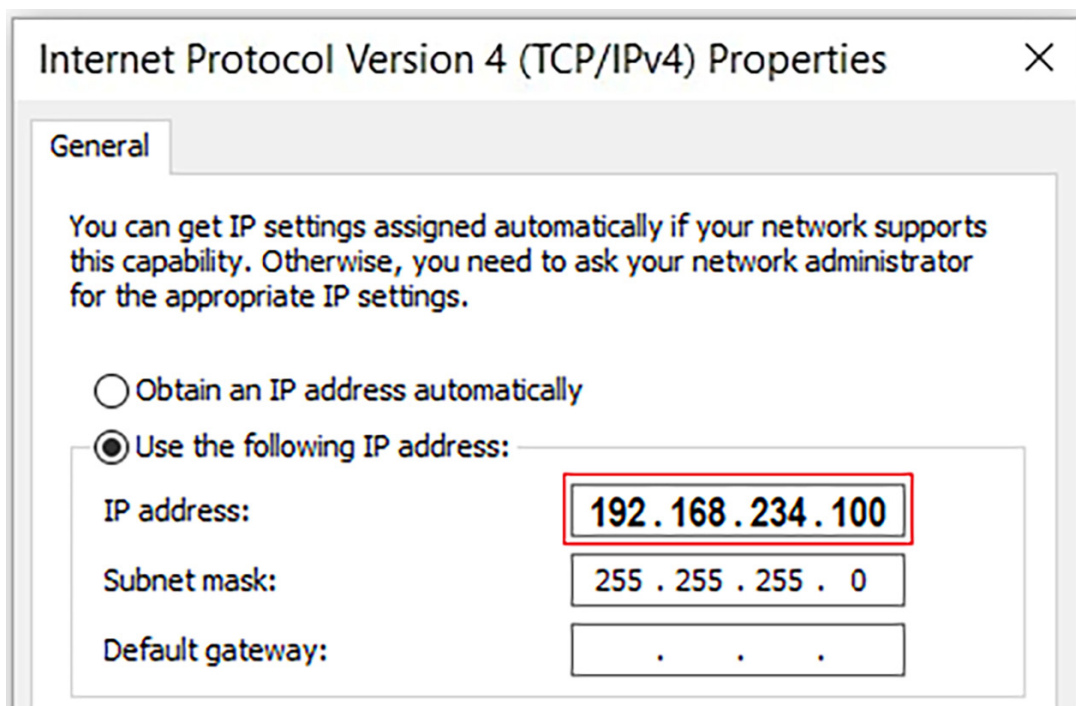 Internet Protocol Version 4 (TCP/IPv4) Properties
General
You can get IP settings assigned automatically if your network supports
this capability. Otherwise, you need to ask your network administrator
for the appropriate IP settings.
Obtain an IP address automatically
Use the following IP address:
IP address: 192 . 168 . 234 . 100
Subnet mask: 255 . 255 . 255 . 0
Default gateway: . . .